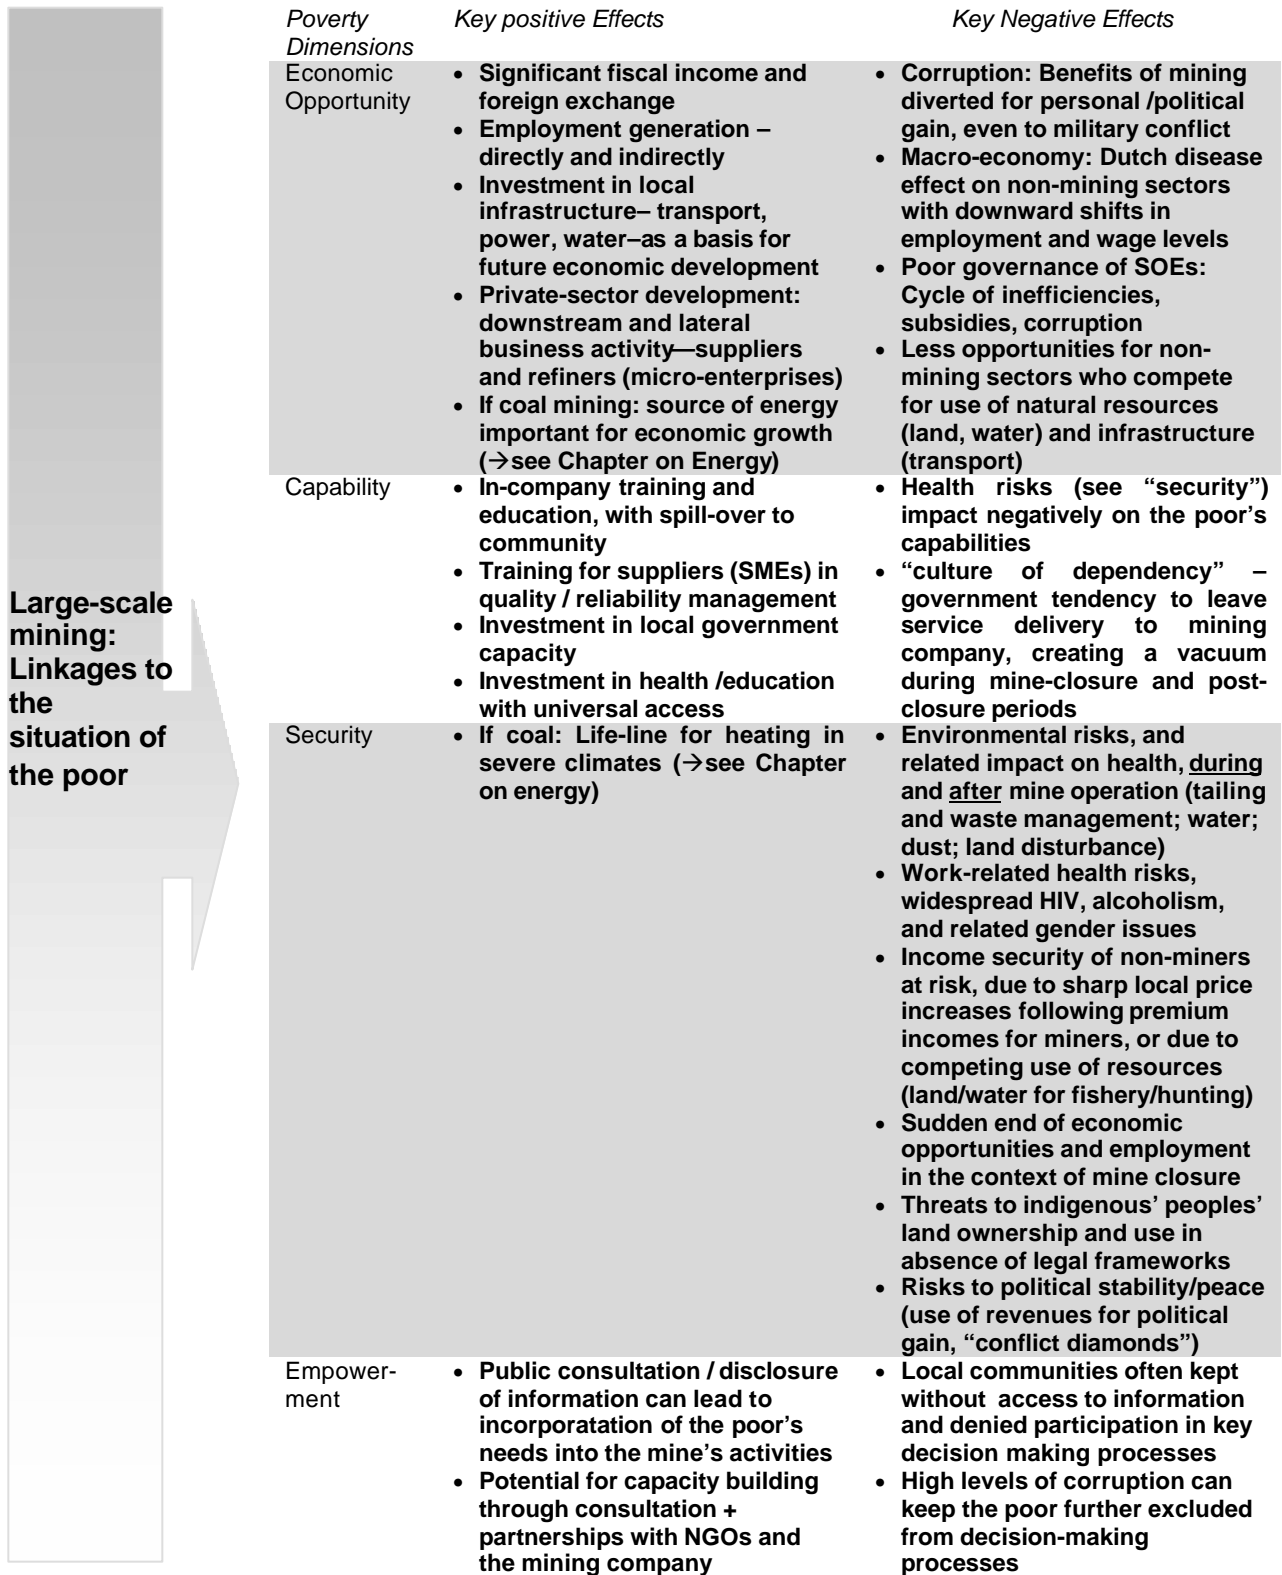 Poverty
Dimensions
Key positive Effects
Key Negative Effects
Large-scale
mining:
Linkages to
the
situation of
the poor
Economic
Opportunity
• Significant fiscal income and
foreign exchange
• Employment generation –
directly and indirectly
• Investment in local
infrastructure– transport,
power, water–as a basis for
future economic development
• Private-sector development:
downstream and lateral
business activity—suppliers
and refiners (micro-enterprises)
• If coal mining: source of energy
important for economic growth
(→see Chapter on Energy)
• Corruption: Benefits of mining
diverted for personal /political
gain, even to military conflict
• Macro-economy: Dutch disease
effect on non-mining sectors
with downward shifts in
employment and wage levels
• Poor governance of SOEs:
Cycle of inefficiencies,
subsidies, corruption
• Less opportunities for non-
mining sectors who compete
for use of natural resources
(land, water) and infrastructure
(transport)
Capability
• In-company training and
education, with spill-over to
community
• Training for suppliers (SMEs) in
quality / reliability management
• Investment in local government
capacity
• Investment in health /education
with universal access
• Health risks (see “security”)
impact negatively on the poor’s
capabilities
• “culture of dependency” –
government tendency to leave
service delivery to mining
company, creating a vacuum
during mine-closure and post-
closure periods
Security
• If coal: Life-line for heating in
severe climates (→see Chapter
on energy)
• Environmental risks, and
related impact on health, during
and after mine operation (tailing
and waste management; water;
dust; land disturbance)
• Work-related health risks,
widespread HIV, alcoholism,
and related gender issues
• Income security of non-miners
at risk, due to sharp local price
increases following premium
incomes for miners, or due to
competing use of resources
(land/water for fishery/hunting)
• Sudden end of economic
opportunities and employment
in the context of mine closure
• Threats to indigenous’ peoples’
land ownership and use in
absence of legal frameworks
• Risks to political stability/peace
(use of revenues for political
gain, “conflict diamonds”)
Empower-
ment
• Public consultation / disclosure
of information can lead to
incorporatation of the poor’s
needs into the mine’s activities
• Potential for capacity building
through consultation +
partnerships with NGOs and
the mining company
• Local communities often kept
without access to information
and denied participation in key
decision making processes
• High levels of corruption can
keep the poor further excluded
from decision-making
processes